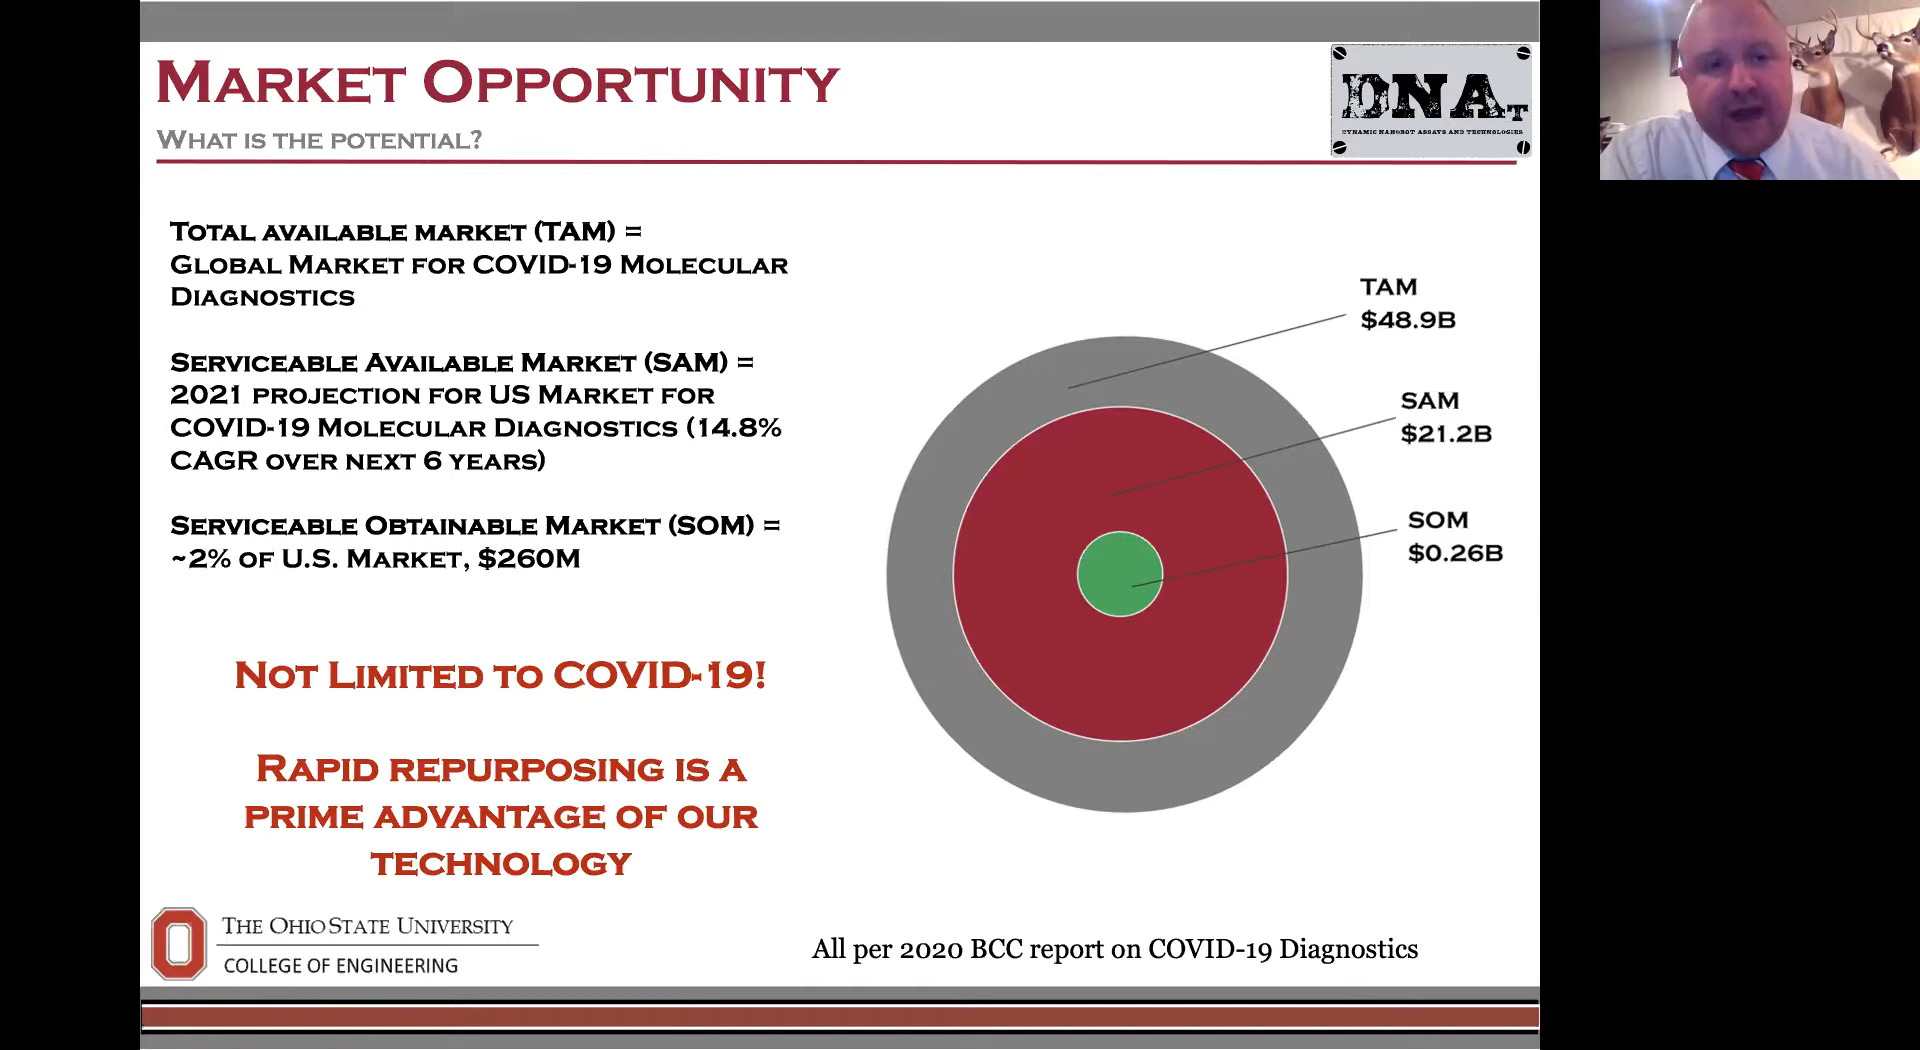 MARKET OPPORTUNITY
WHAT IS THE POTENTIAL?
DNAT
DYNAMIC NANOBOT ASSAYS AND TECHNOLOGIES
TOTAL AVAILABLE MARKET (TAM) =
GLOBAL MARKET FOR COVID-19 MOLECULAR
DIAGNOSTICS
SERVICEABLE AVAILABLE MARKET (SAM) =
2021 PROJECTION FOR US MARKET FOR
COVID-19 MOLECULAR DIAGNOSTICS (14.8%
CAGR OVER NEXT 6 YEARS)
SERVICEABLE OBTAINABLE MARKET (SOM) =
~2% OF U.S. MARKET, $260M
NOT LIMITED TO COVID-19!
RAPID REPURPOSING IS A
PRIME ADVANTAGE OF OUR
TECHNOLOGY
TAM
$48.9B
SAM
$21.2B
SOM
$0.26B
THE OHIO STATE UNIVERSITY
COLLEGE OF ENGINEERING
All per 2020 BCC report on COVID-19 Diagnostics